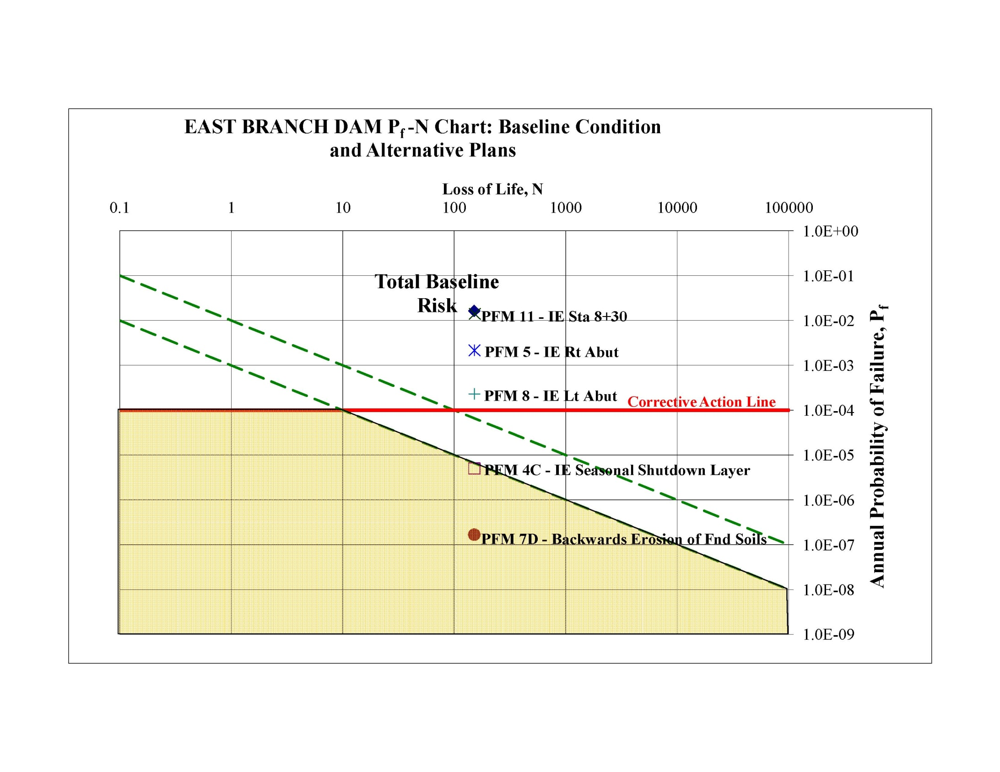 EAST BRANCH DAM Pf -N Chart: Baseline Condition
and Alternative Plans
Loss of Life, N
0.1 1 10 100 1000 10000 100000
1.0E+00
1.0E-01
Total Baseline
Risk
PFM 11 - IE Sta 8+30
1.0E-02
PFM 5 - IE Rt Abut
1.0E-03
PFM 8 - IE Lt Abut
Corrective Action Line
1.0E-04
1.0E-05
PFM 4C - IE Seasonal Shutdown Layer
1.0E-06
PFM 7D - Backwards Erosion of Fnd Soils
1.0E-07
1.0E-08
1.0E-09
Annual Probability of Failure, Pf